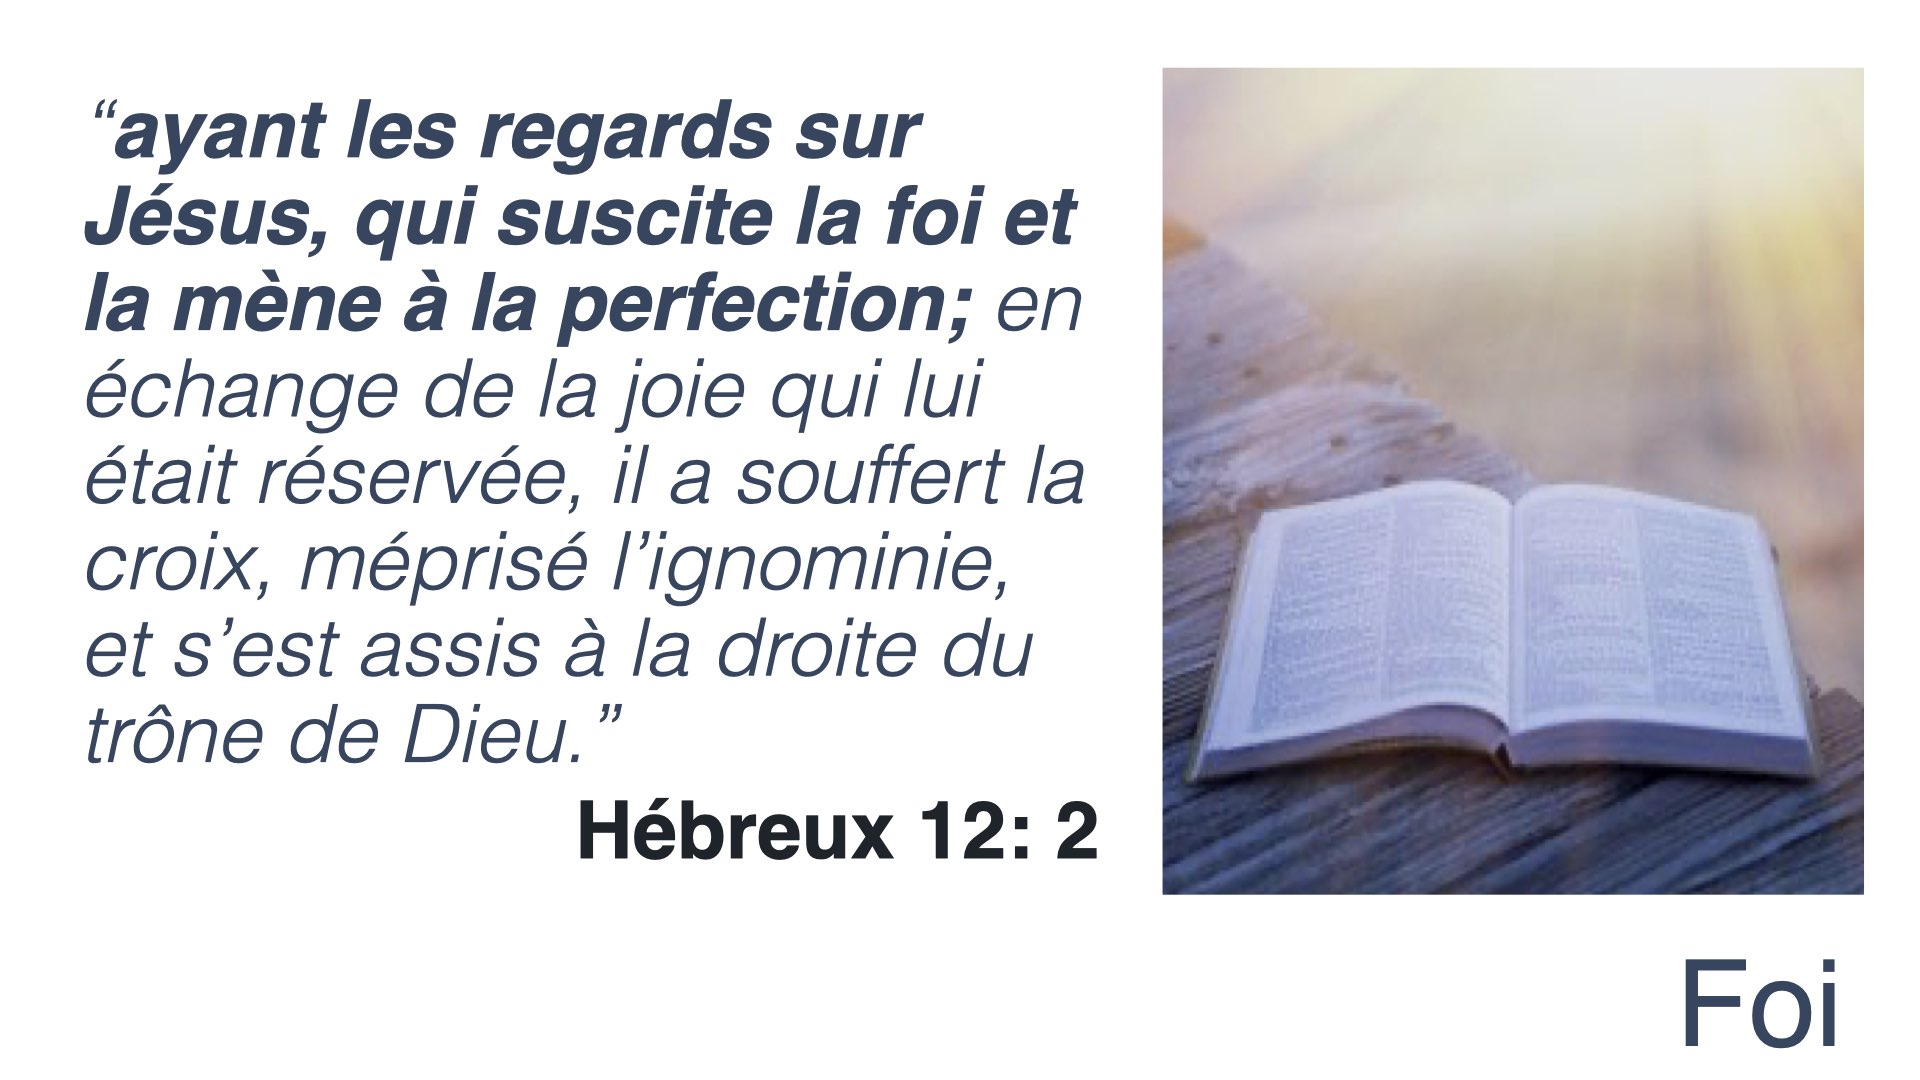 “ayant les regards sur
Jésus, qui suscite la foi et
la mène à la perfection; en
échange de la joie qui lui
était réservée, il a souffert la
croix, méprisé l’ignominie,
et s’est assis à la droite du
trône de Dieu.”
Hébreux 12: 2
Foi